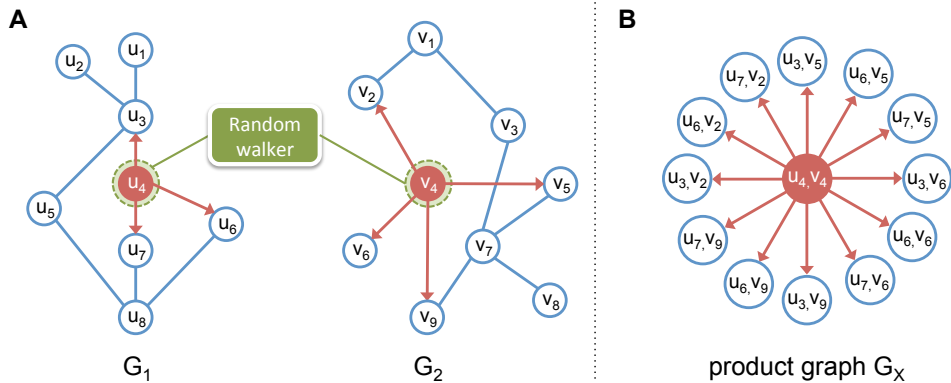 A
u₁
u₂
u₃
u₄
u₅
u₆
u₇
u₈
G₁
Random
walker
v₁
v₂
v₃
v₄
v₅
v₆
v₇
v₈
v₉
G₂
B
u₃,v₅
u₆,v₅
u₇,v₅
u₃,v₆
u₆,v₆
u₇,v₆
u₃,v₉
u₆,v₉
u₇,v₉
u₃,v₂
u₆,v₂
u₇,v₂
u₄,v₄
product graph Gₓ